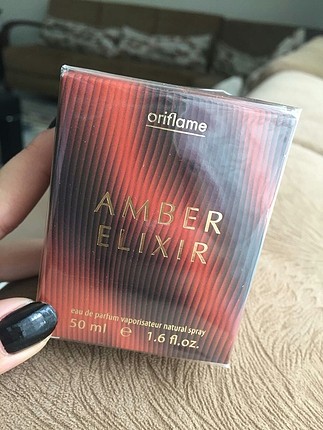 oriflame
AMBER
ELIXIR
eau de parfum vaporisateur natural spray
50 ml e 1.6 fl.oz.